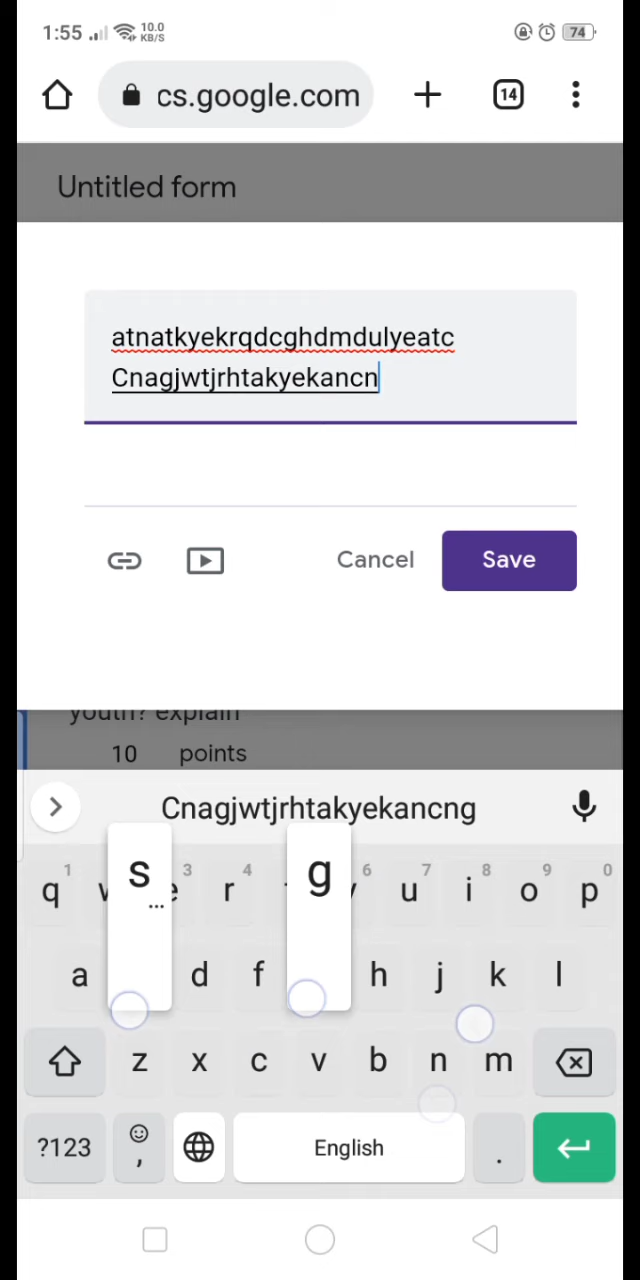 1:55 10.0 KB/S 74
cs.google.com 14
Untitled form
atnatkyekrqdcghdmdulyeatc
Cnagjwtjrhtakyekancn
Cancel Save
youth? explain
10 points
Cnagjwtjrhtakyekancng
s... g
q 1 w e 3 r 4 6 u 7 i 8 o 9 p 0
a d f h j k l
z x c v b n m
?123 , English .